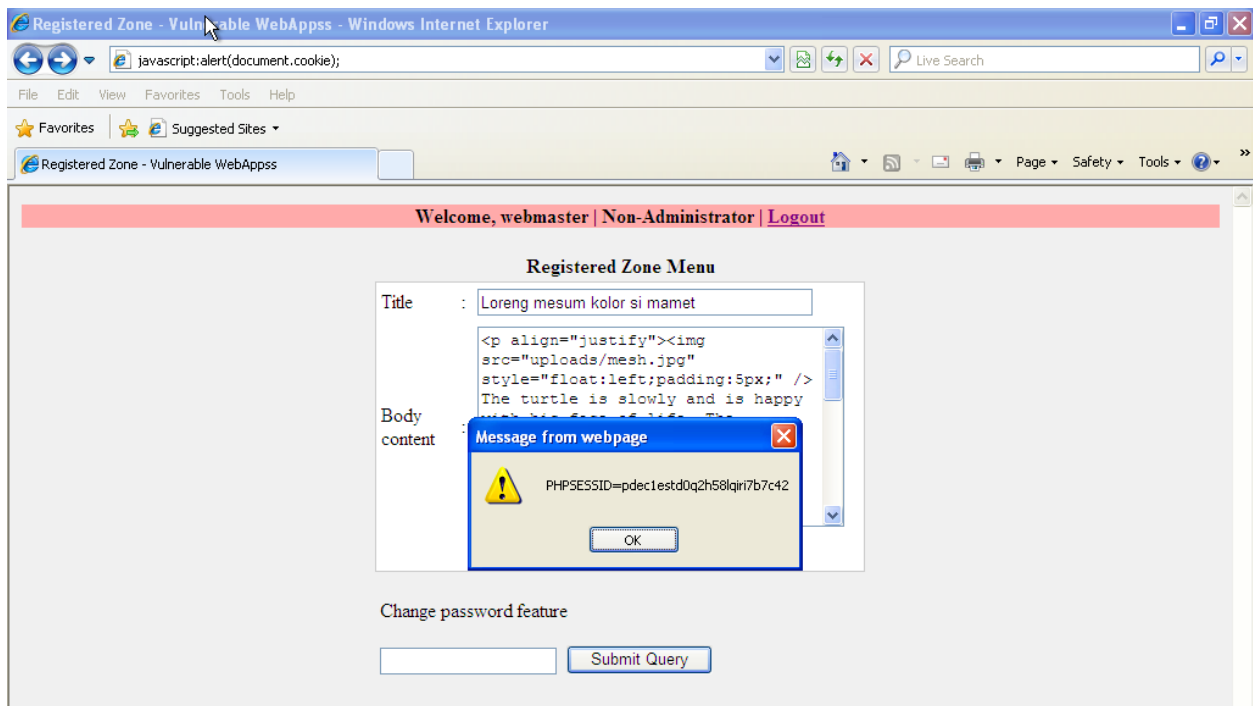 Registered Zone - Vulnerable WebAppss - Windows Internet Explorer
javascript:alert(document.cookie);
Live Search
File Edit View Favorites Tools Help
Favorites Suggested Sites
Registered Zone - Vulnerable WebAppss
Page Safety Tools
Welcome, webmaster | Non-Administrator | Logout
Registered Zone Menu
Title : Loreng mesum kolor si mamet
<p align="justify"><img
src="uploads/mesh.jpg"
style="float:left;padding:5px;" />
The turtle is slowly and is happy
Body content :
Message from webpage
PHPSESSID=pdec1estd0q2h58lqiri7b7c42
OK
Change password feature
Submit Query